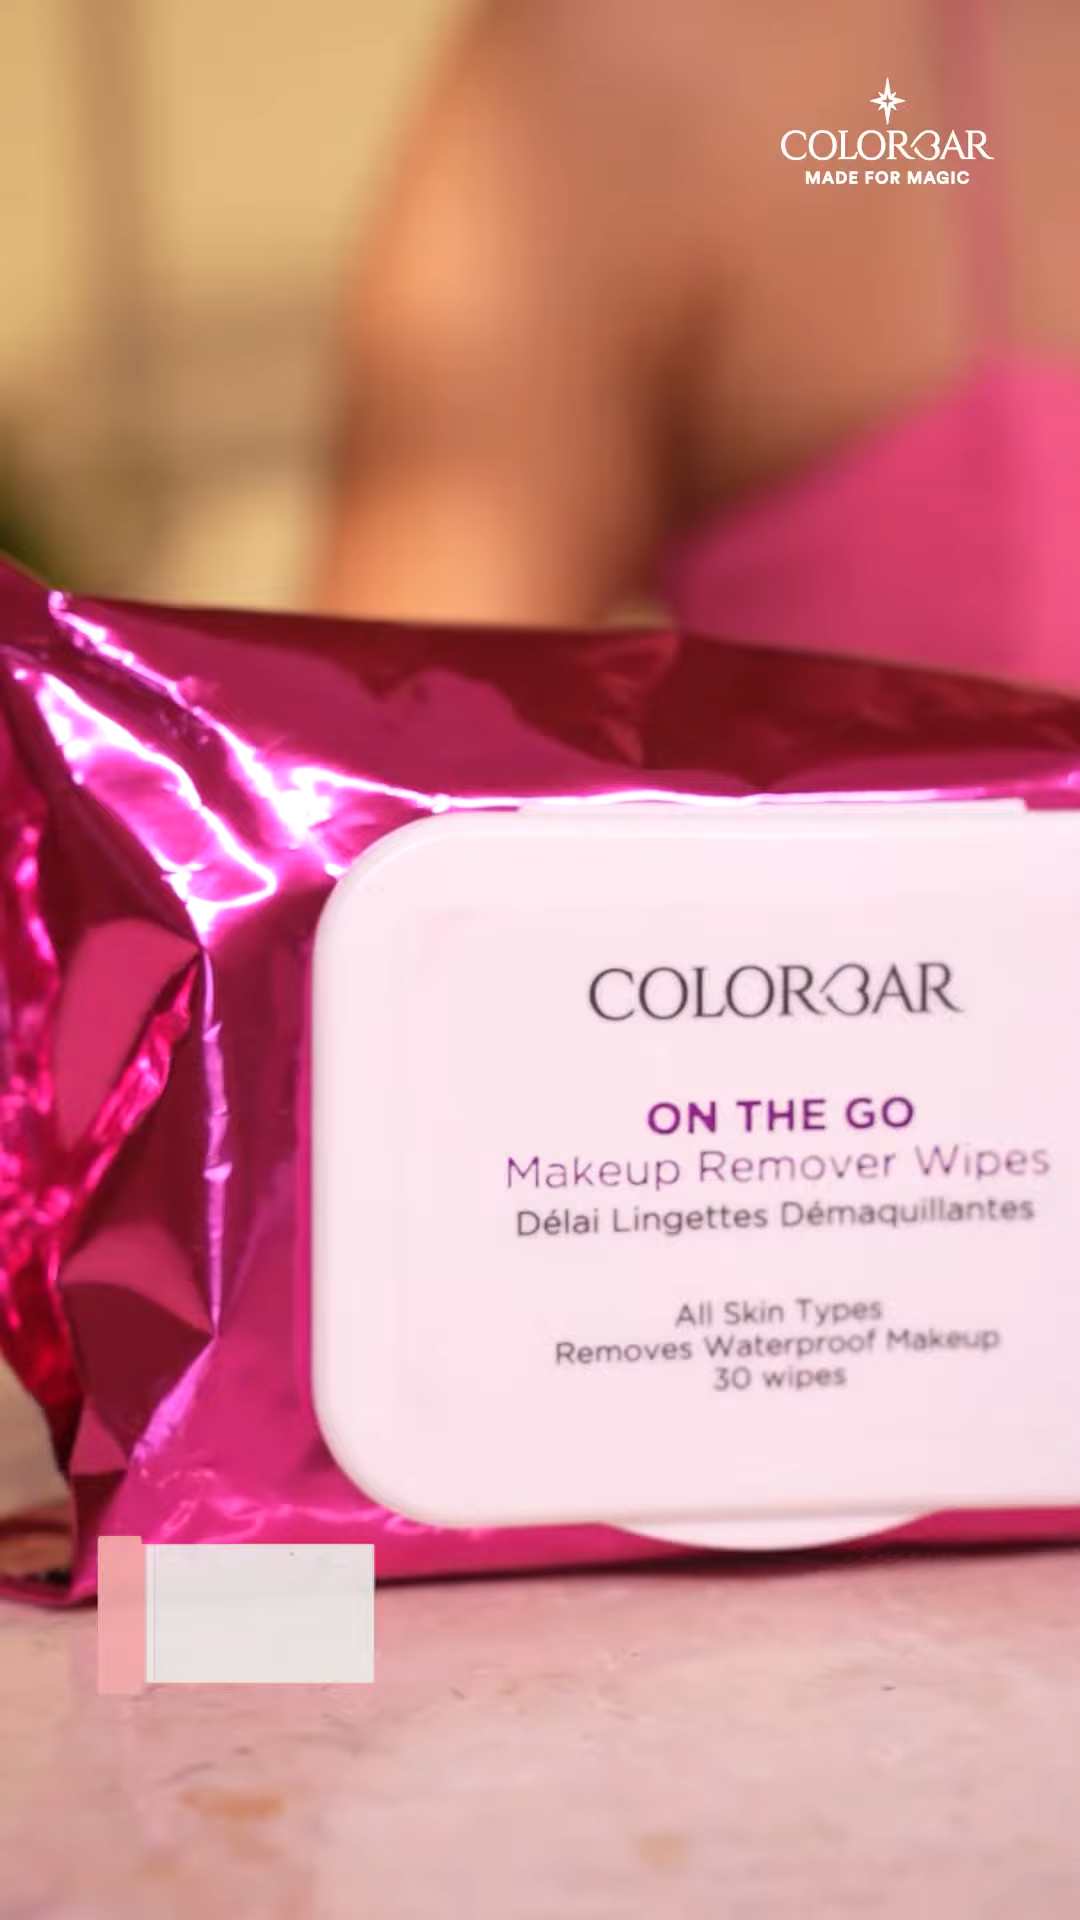 COLORBAR
MADE FOR MAGIC
COLORBAR
ON THE GO
Makeup Remover Wipes
Délai Lingettes Démaquillantes
All Skin Types
Removes Waterproof Makeup
30 wipes